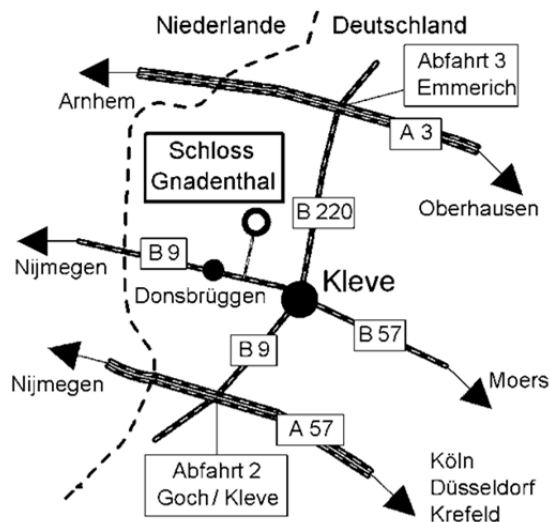 Niederlande
Deutschland
Abfahrt 3
Emmerich
Arnhem
A 3
Schloss
Gnadenthal
B 220
Oberhausen
B 9
Nijmegen
Donsbrüggen
Kleve
B 57
B 9
Nijmegen
Moers
A 57
Abfahrt 2
Goch / Kleve
Köln
Düsseldorf
Krefeld